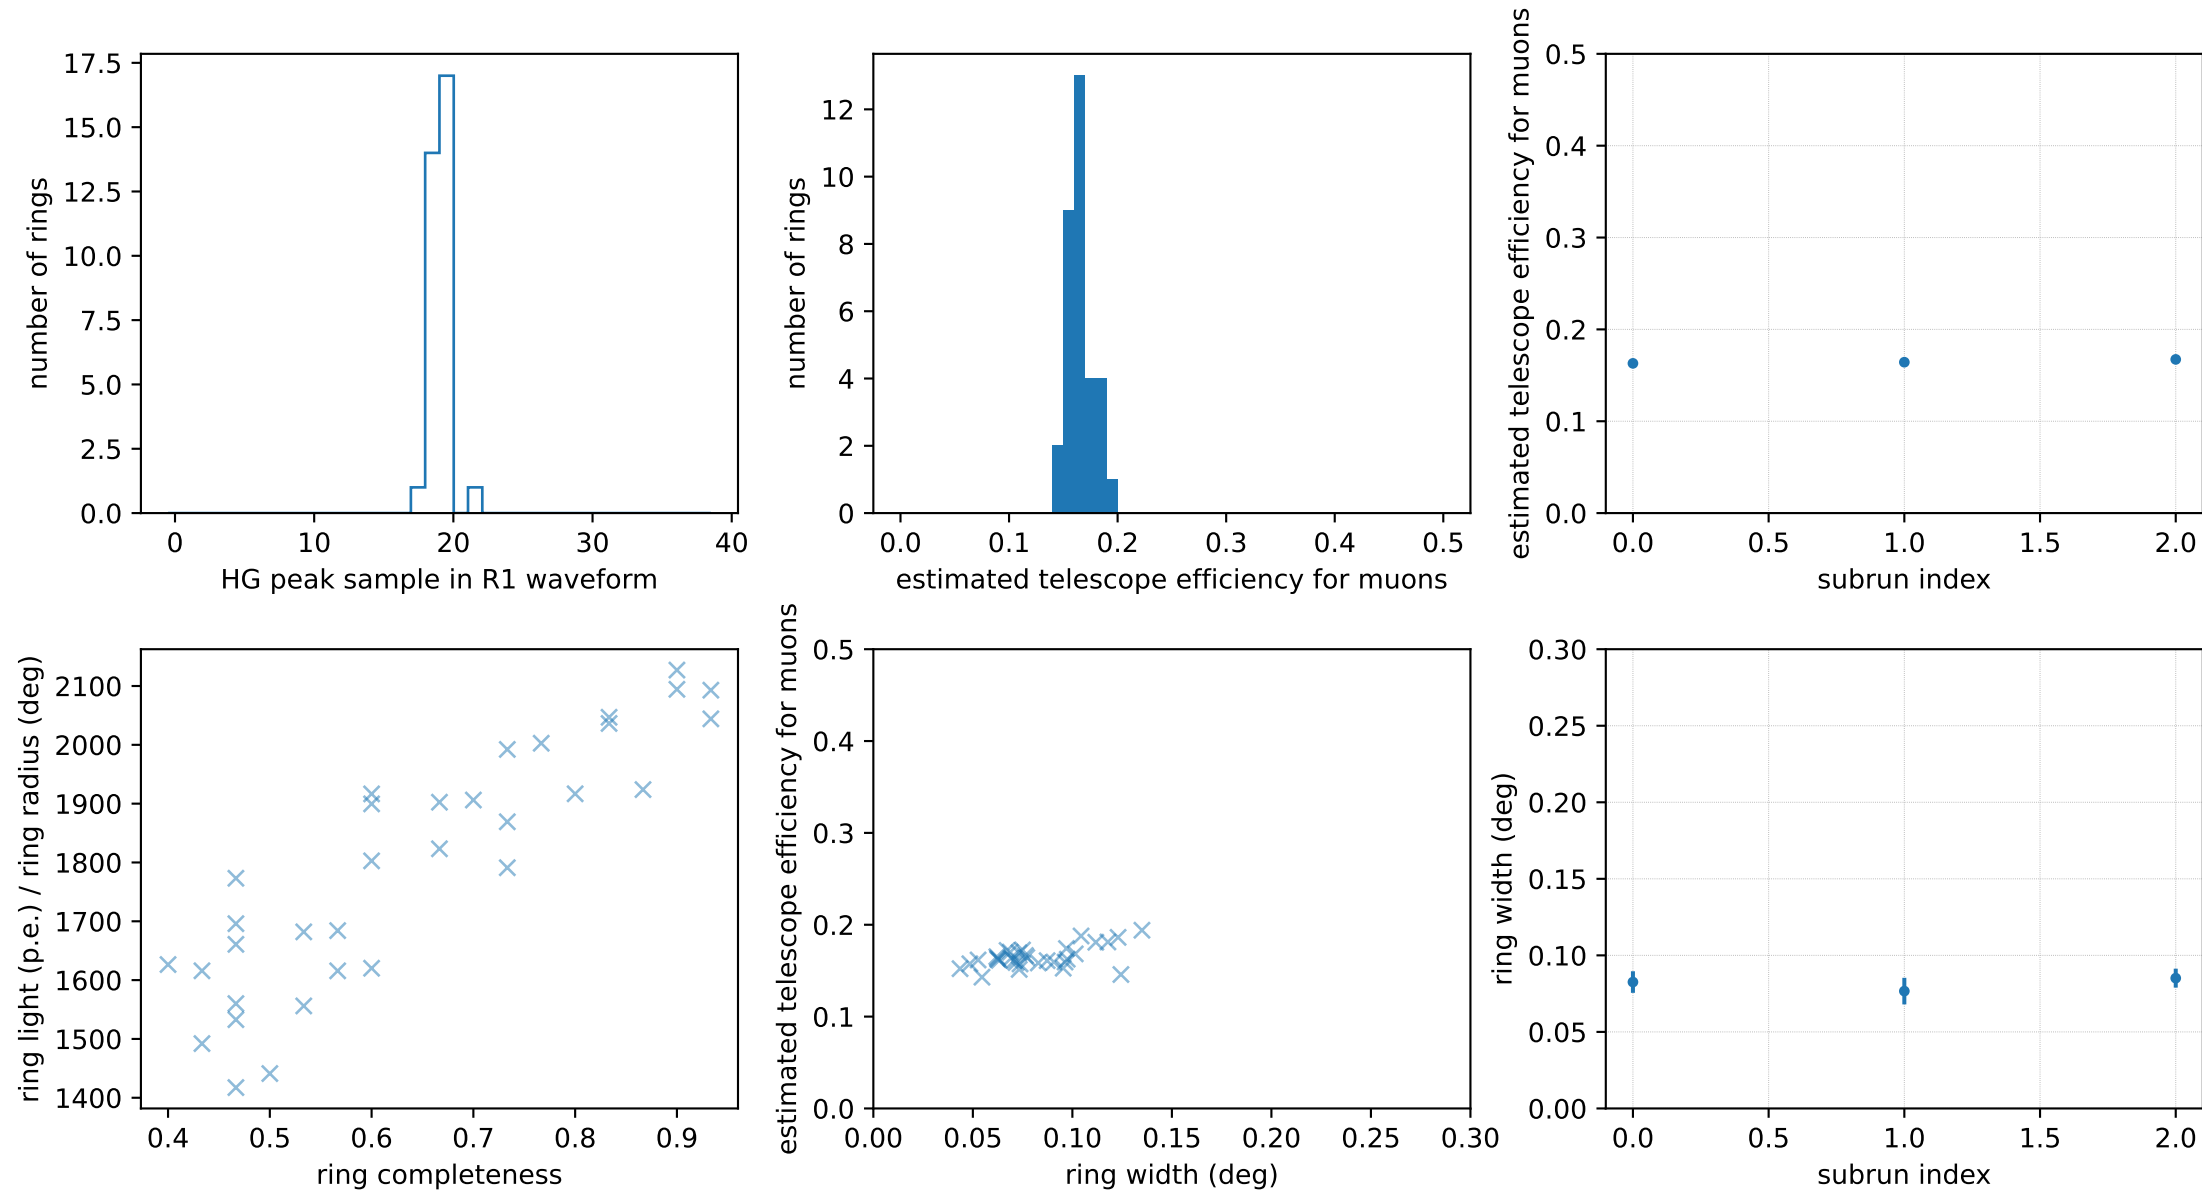 17.5
15.0
12.5
10.0
7.5
5.0
2.5
0.0
number of rings
0 10 20 30 40
HG peak sample in R1 waveform
12
10
8
6
4
2
0
number of rings
0.0 0.1 0.2 0.3 0.4 0.5
estimated telescope efficiency for muons
0.5
0.4
0.3
0.2
0.1
0.0
estimated telescope efficiency for muons
0.0 0.5 1.0 1.5 2.0
subrun index
2100
2000
1900
1800
1700
1600
1500
1400
ring light (p.e.) / ring radius (deg)
0.4 0.5 0.6 0.7 0.8 0.9
ring completeness
0.5
0.4
0.3
0.2
0.1
0.0
estimated telescope efficiency for muons
0.00 0.05 0.10 0.15 0.20 0.25 0.30
ring width (deg)
0.30
0.25
0.20
0.15
0.10
0.05
0.00
ring width (deg)
0.0 0.5 1.0 1.5 2.0
subrun index